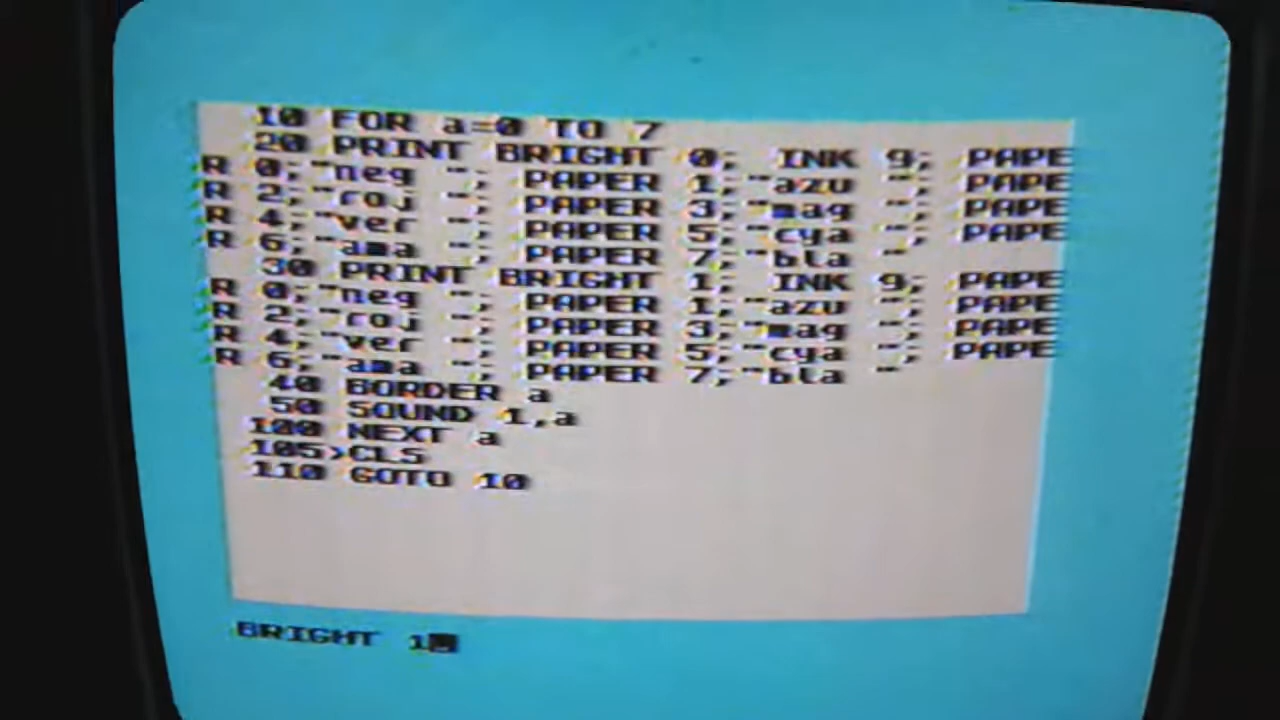 10 FOR a=0 TO 7
20 PRINT BRIGHT 0; INK 9; PAPE
R 0;"neg "; PAPER 1;"azu "; PAPE
R 2;"roj "; PAPER 3;"mag "; PAPE
R 4;"ver "; PAPER 5;"cya "; PAPE
R 6;"ama "; PAPER 7;"bla "
30 PRINT BRIGHT 1; INK 9; PAPE
R 0;"neg "; PAPER 1;"azu "; PAPE
R 2;"roj "; PAPER 3;"mag "; PAPE
R 4;"ver "; PAPER 5;"cya "; PAPE
R 6;"ama "; PAPER 7;"bla "
40 BORDER a
50 SOUND 1,a
100 NEXT a
105>CLS
110 GOTO 10
BRIGHT 1